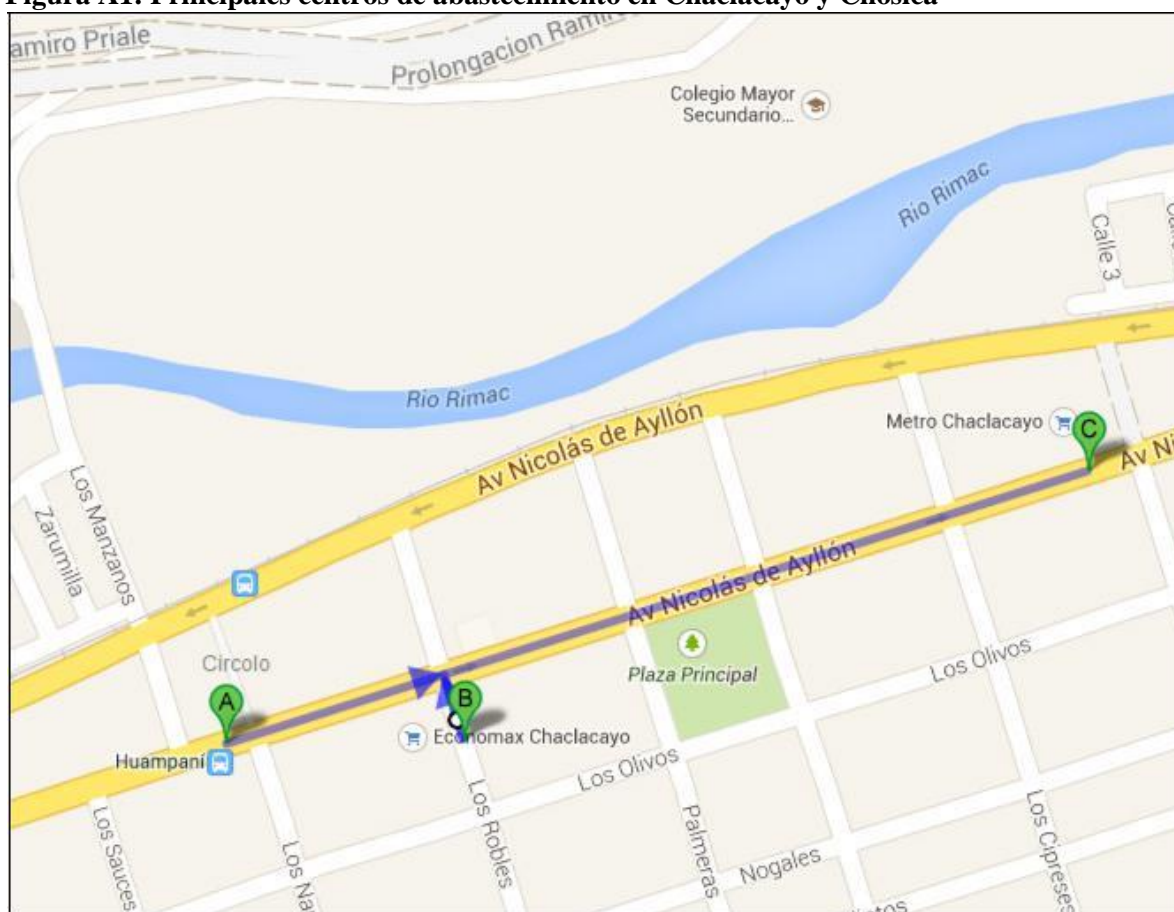 Figura A1: Principales centros de abastecimiento en Chaclacayo y Chosica
amiro Priale
Prolongacion Ramir
Colegio Mayor
Secundario...
Rio Rimac
Calle 3
Rio Rimac
Metro Chaclacayo
C
Av Nicolás de Ayllón
Av Ni
Los Manzanos
Zarumilla
Av Nicolás de Ayllón
Circolo
Plaza Principal
Los Olivos
A
B
Economax Chaclacayo
Huampaní
Los Olivos
Los Sauces
Los Na
Los Robles
Palmeras
Nogales
Los Cipreses